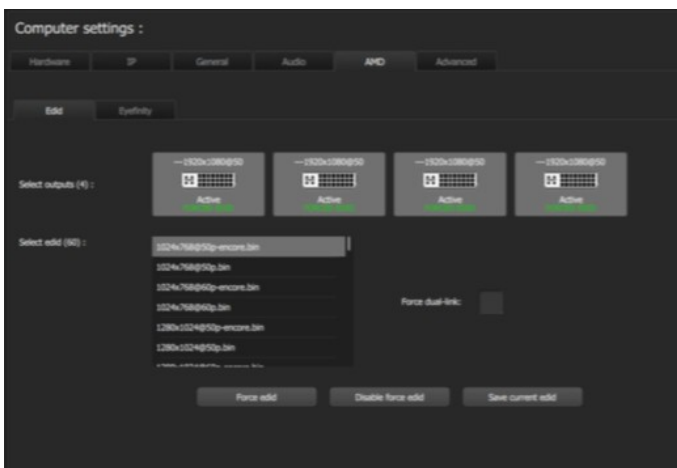 Computer settings :
Hardware IP General Audio AMD Advanced
Edid Eyefinity
---1920x1080@50 ---1920x1080@50 ---1920x1080@50 ---1920x1080@50
Select outputs (4) :
Active Active Active Active
Select edid (60) :
1024x768@50p-encore.bin
1024x768@50p.bin
1024x768@60p-encore.bin
1024x768@60p.bin
Force dual-link:
1280x1024@50p-encore.bin
1280x1024@50p.bin
Force edid Disable force edid Save current edid